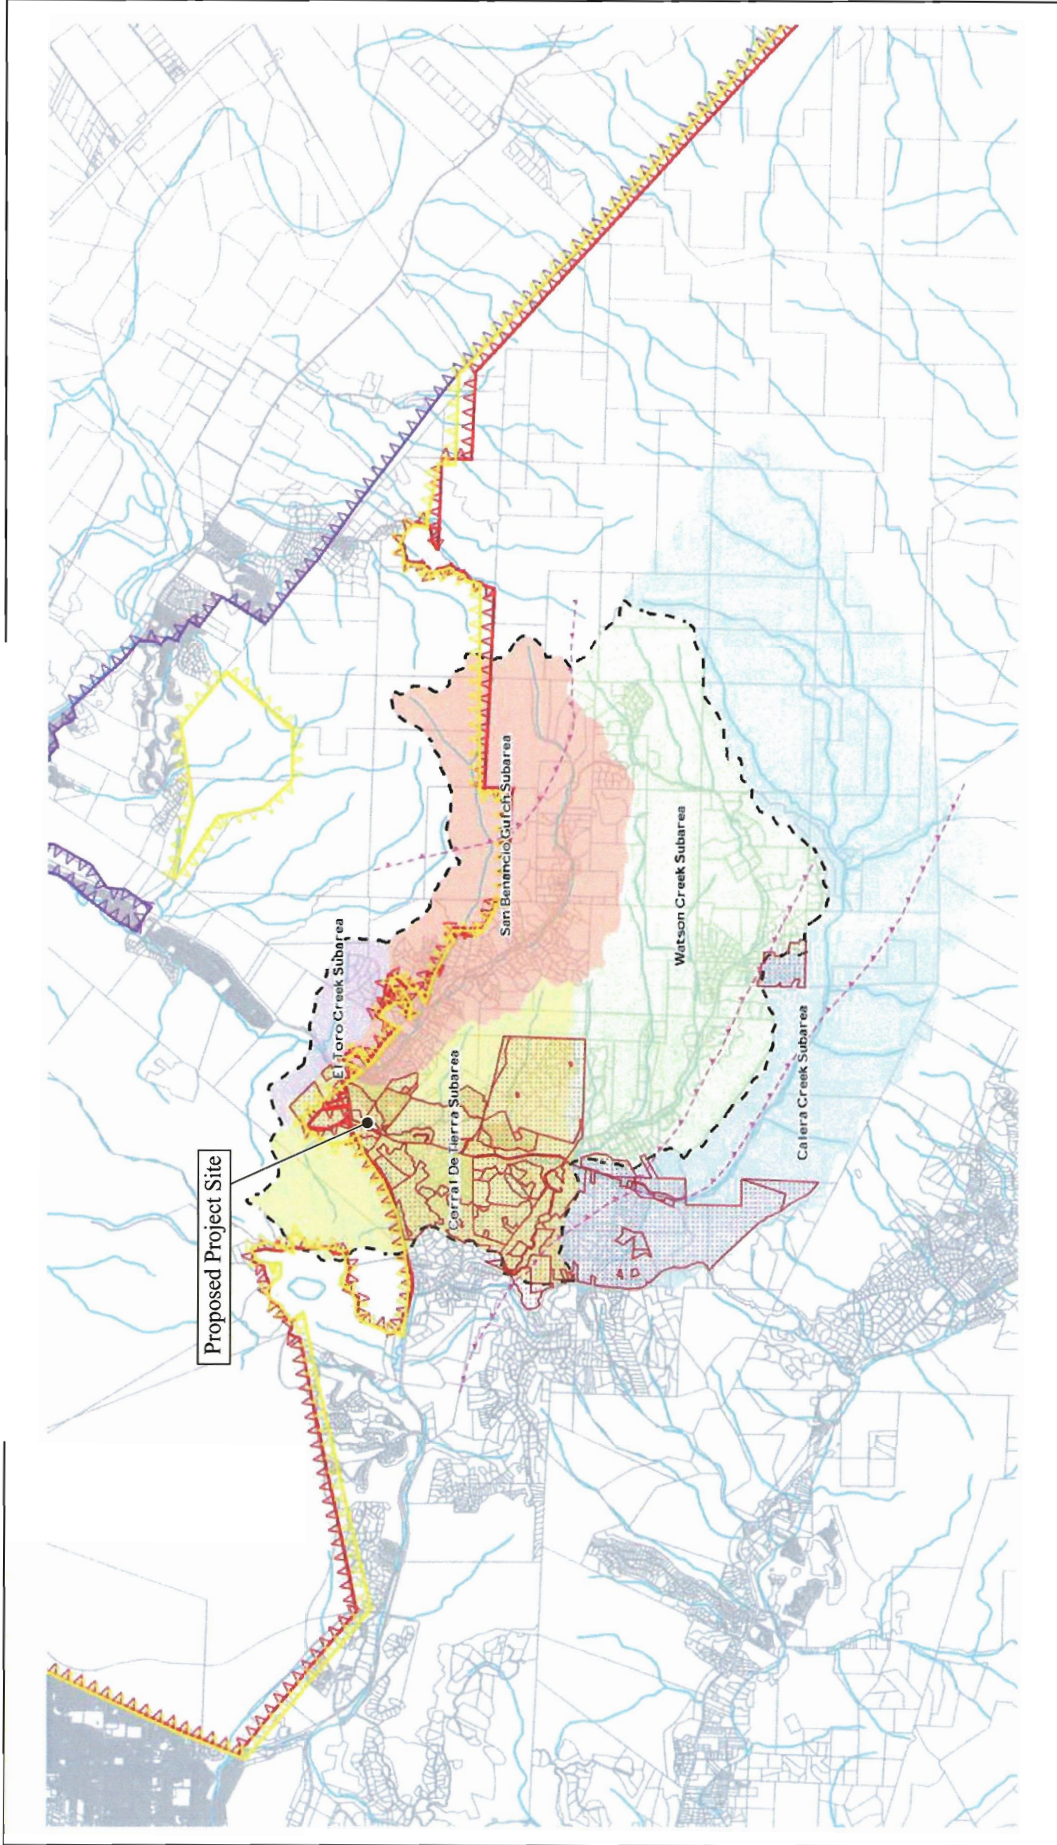 Proposed Project Site
El Toro Creek Subarea
Corral De Tierra Subarea
San Benancio Gulch Subarea
Watson Creek Subarea
Calera Creek Subarea